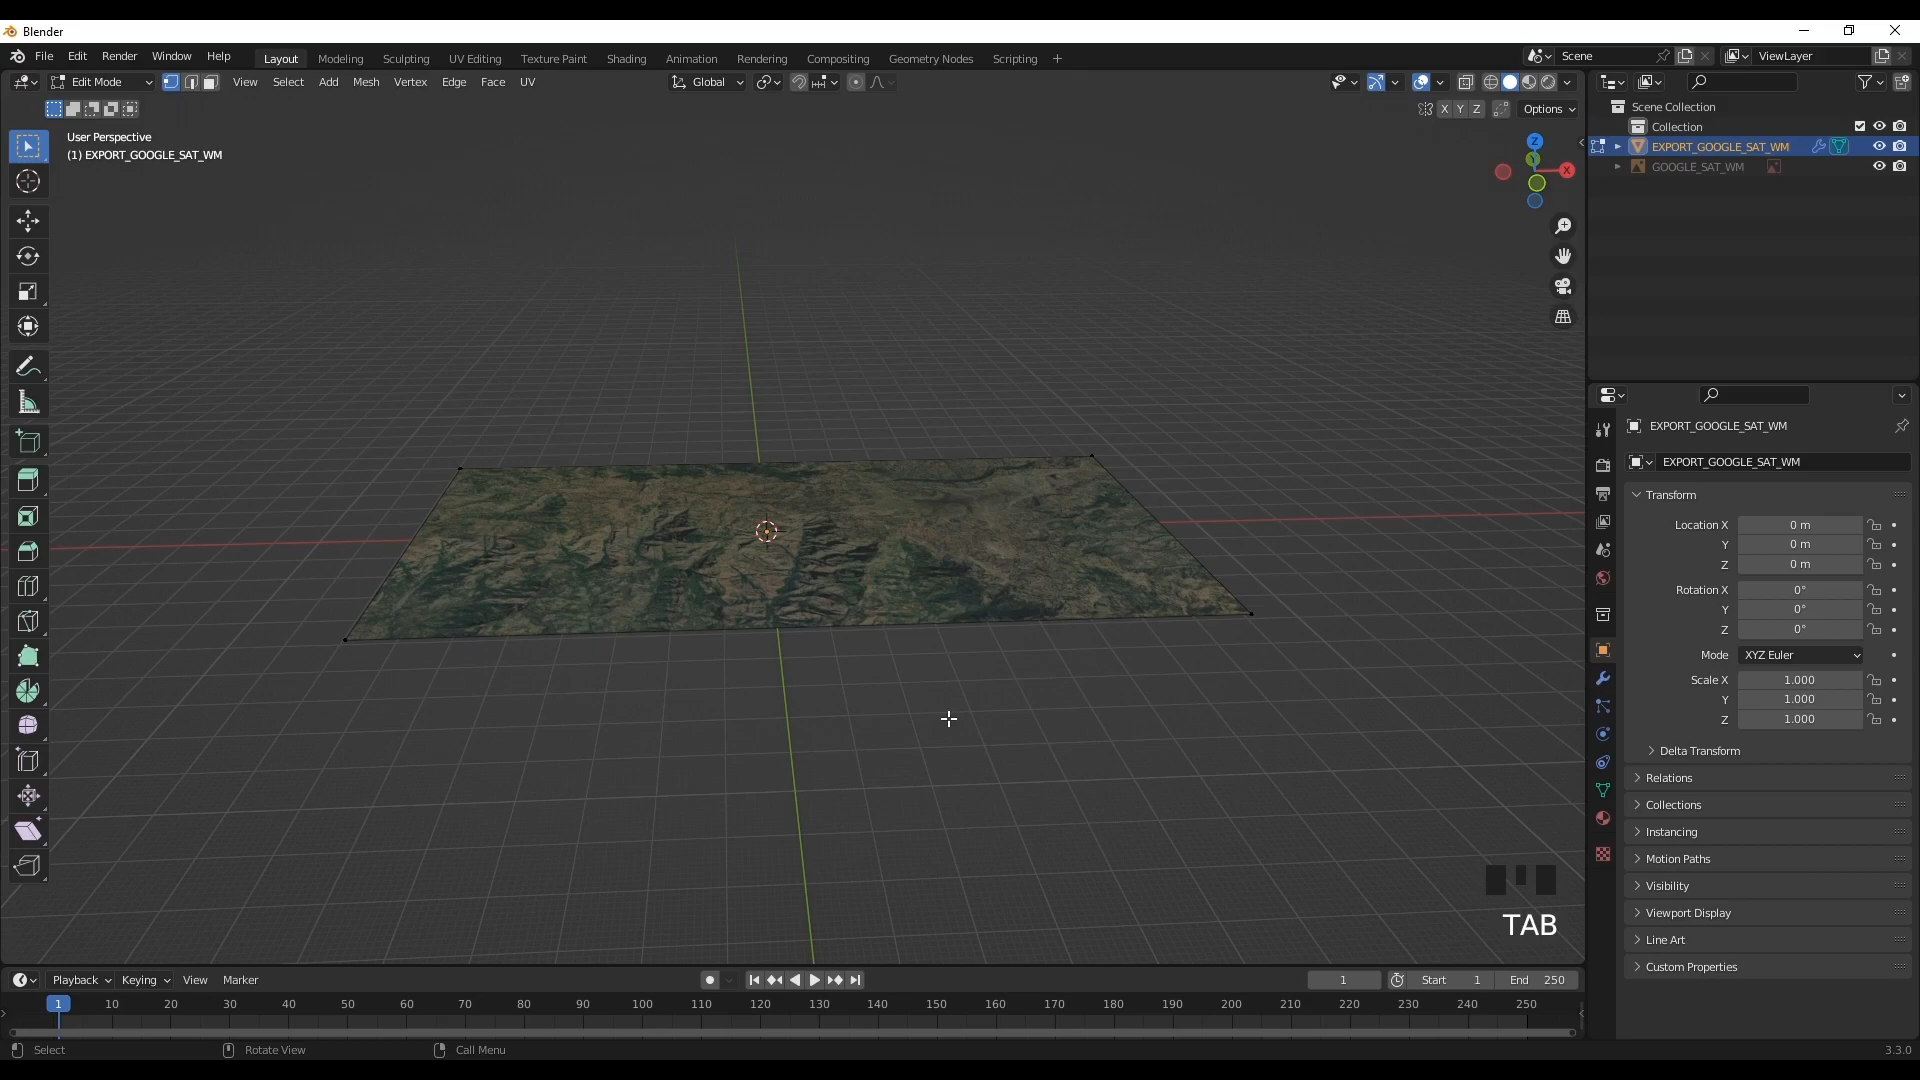 Blender
File Edit Render Window Help Layout Modeling Sculpting UV Editing Texture Paint Shading Animation Rendering Compositing Geometry Nodes Scripting + Scene ViewLayer
Edit Mode View Select Add Mesh Vertex Edge Face UV Global
X Y Z Options
User Perspective
(1) EXPORT_GOOGLE_SAT_WM
Z
Y
X
Scene Collection
Collection
EXPORT_GOOGLE_SAT_WM
GOOGLE_SAT_WM
EXPORT_GOOGLE_SAT_WM
EXPORT_GOOGLE_SAT_WM
Transform
Location X 0 m
Y 0 m
Z 0 m
Rotation X 0°
Y 0°
Z 0°
Mode XYZ Euler
Scale X 1.000
Y 1.000
Z 1.000
Delta Transform
Relations
Collections
Instancing
Motion Paths
Visibility
Viewport Display
Line Art
Custom Properties
TAB
Playback Keying View Marker 1 Start 1 End 250
1 10 20 30 40 50 60 70 80 90 100 110 120 130 140 150 160 170 180 190 200 210 220 230 240 250
Select Rotate View Call Menu 3.3.0